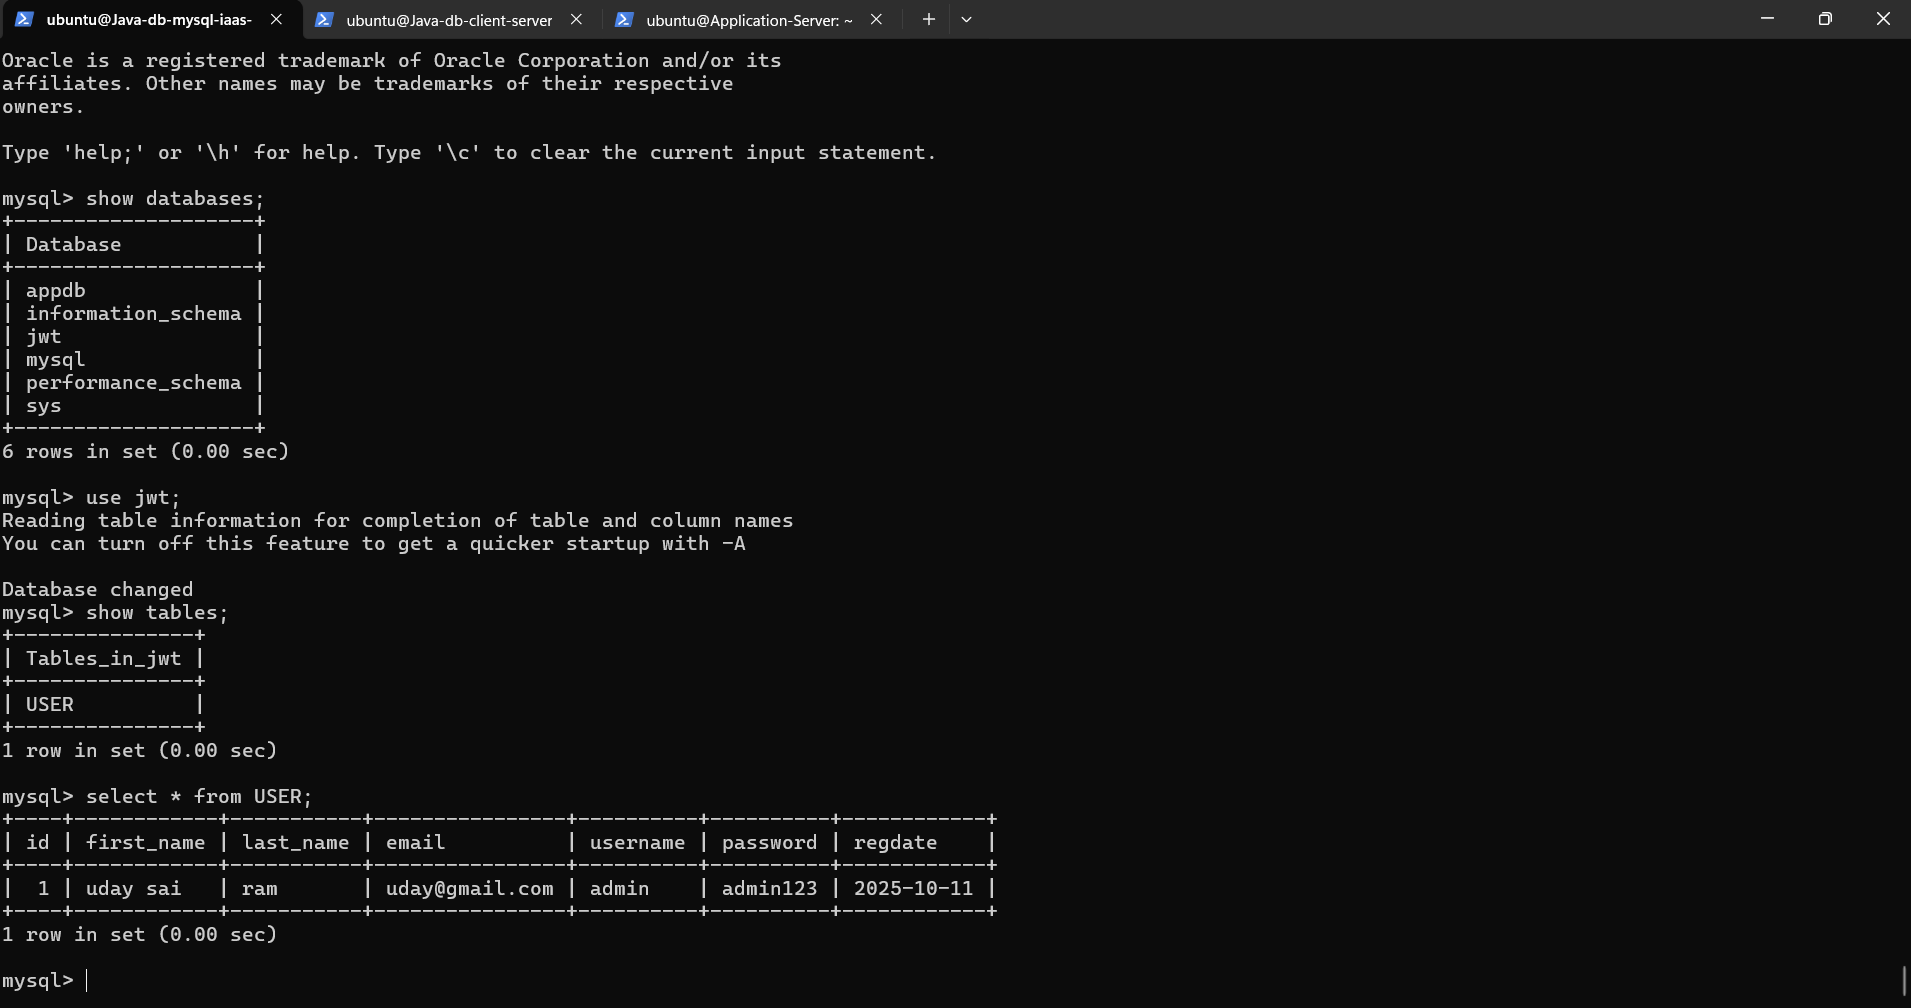 ubuntu@Java-db-mysql-iaas-
ubuntu@Java-db-client-server
ubuntu@Application-Server: ~
Oracle is a registered trademark of Oracle Corporation and/or its
affiliates. Other names may be trademarks of their respective
owners.
Type 'help;' or '\h' for help. Type '\c' to clear the current input statement.
mysql> show databases;
+--------------------+
| Database           |
+--------------------+
| appdb              |
| information_schema |
| jwt                |
| mysql              |
| performance_schema |
| sys                |
+--------------------+
6 rows in set (0.00 sec)
mysql> use jwt;
Reading table information for completion of table and column names
You can turn off this feature to get a quicker startup with -A
Database changed
mysql> show tables;
+---------------+
| Tables_in_jwt |
+---------------+
| USER          |
+---------------+
1 row in set (0.00 sec)
mysql> select * from USER;
+----+------------+-----------+----------------+----------+----------+------------+
| id | first_name | last_name | email          | username | password | regdate    |
+----+------------+-----------+----------------+----------+----------+------------+
|  1 | uday sai   | ram       | uday@gmail.com | admin    | admin123 | 2025-10-11 |
+----+------------+-----------+----------------+----------+----------+------------+
1 row in set (0.00 sec)
mysql>